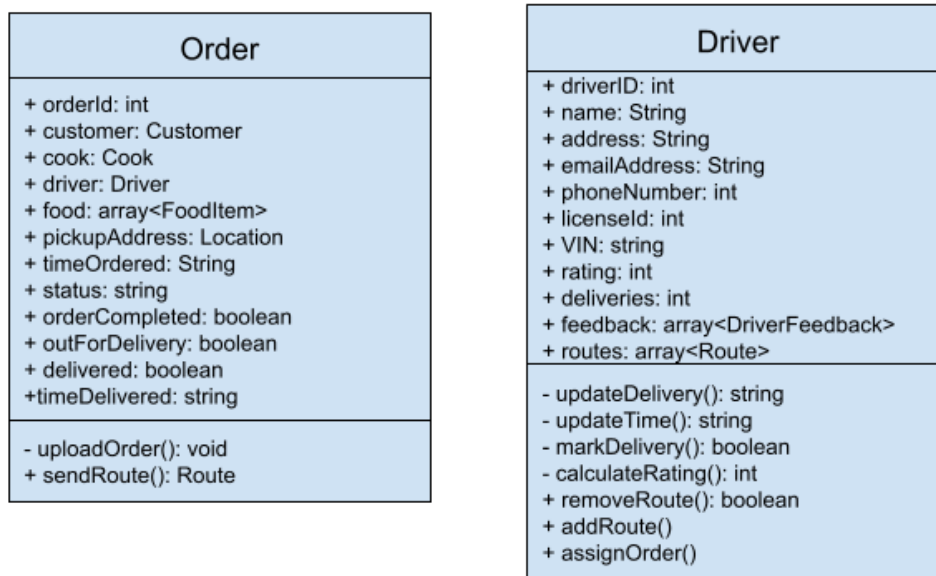 Order
+ orderId: int
+ customer: Customer
+ cook: Cook
+ driver: Driver
+ food: array<FoodItem>
+ pickupAddress: Location
+ timeOrdered: String
+ status: string
+ orderCompleted: boolean
+ outForDelivery: boolean
+ delivered: boolean
+timeDelivered: string
- uploadOrder(): void
+ sendRoute(): Route
Driver
+ driverID: int
+ name: String
+ address: String
+ emailAddress: String
+ phoneNumber: int
+ licenseId: int
+ VIN: string
+ rating: int
+ deliveries: int
+ feedback: array<DriverFeedback>
+ routes: array<Route>
- updateDelivery(): string
- updateTime(): string
- markDelivery(): boolean
- calculateRating(): int
+ removeRoute(): boolean
+ addRoute()
+ assignOrder()